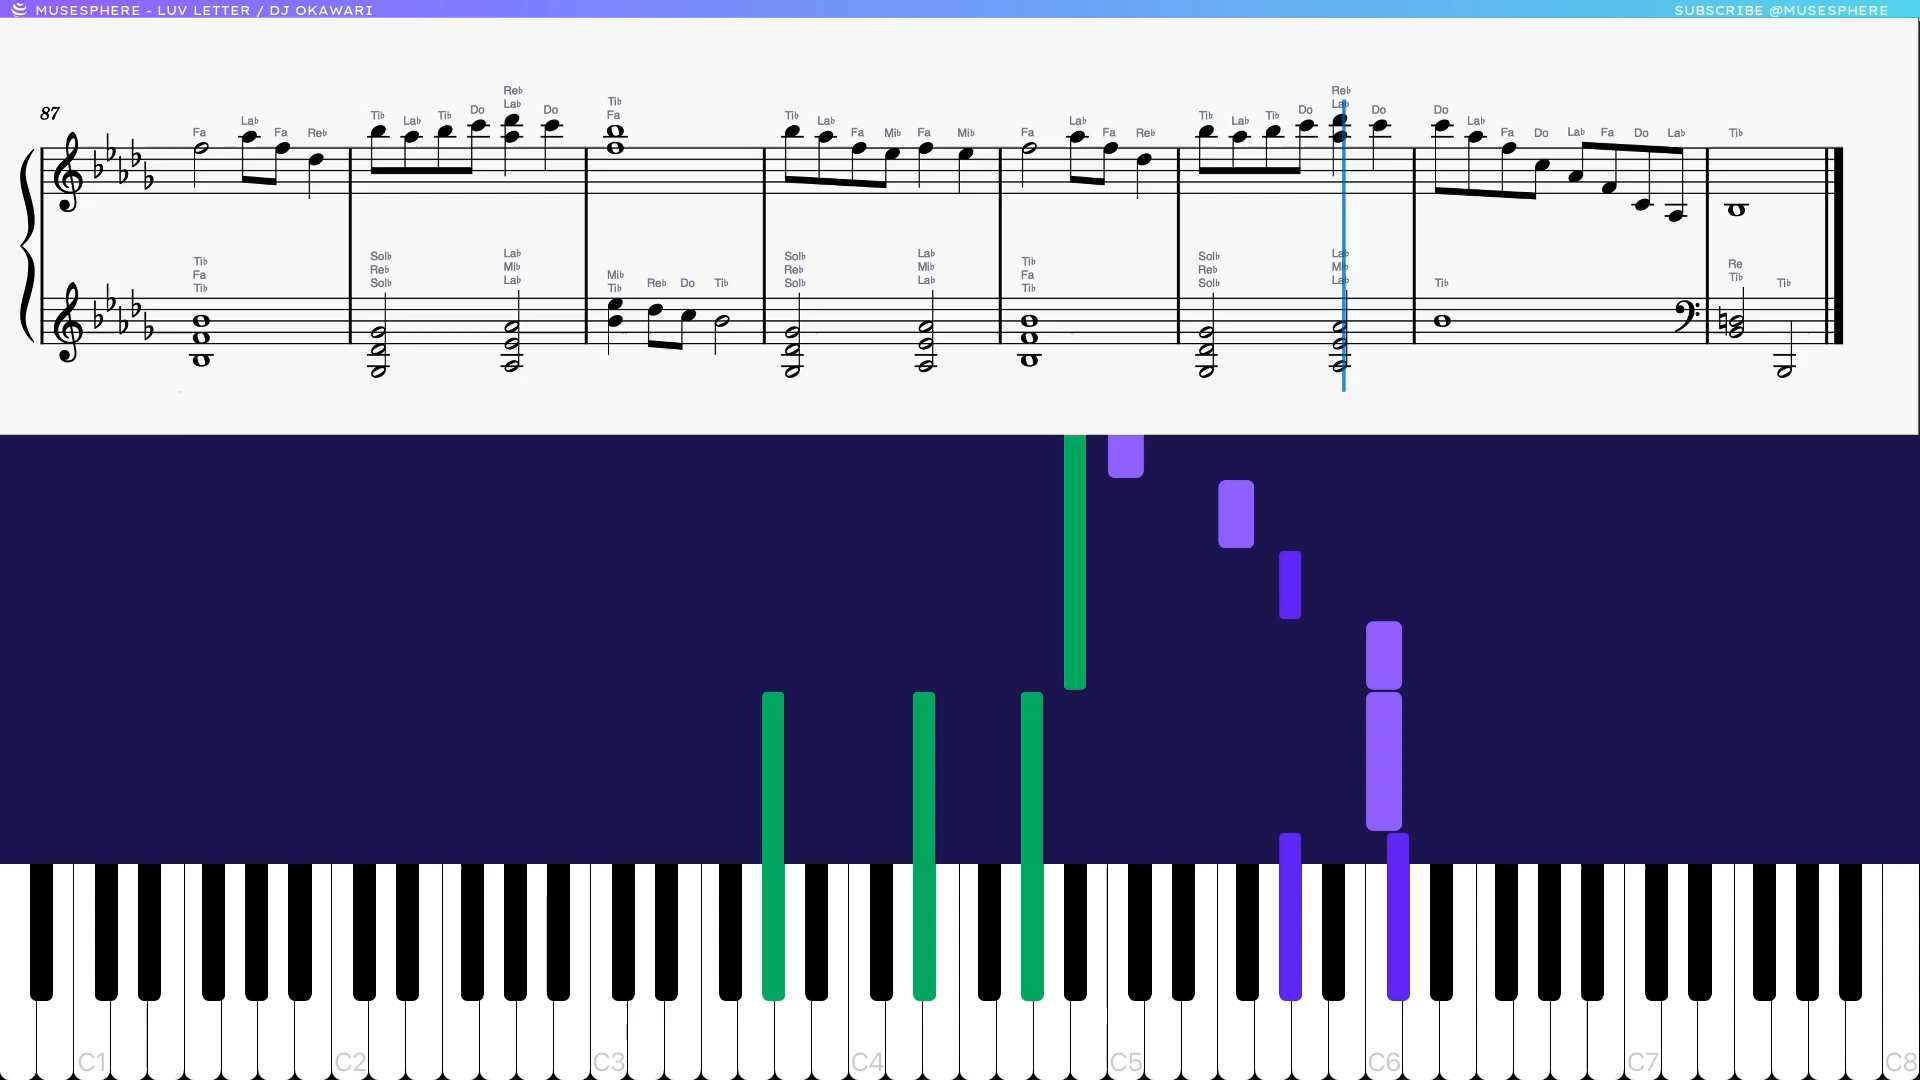 MUSESPHERE - LUV LETTER / DJ OKAWARI
SUBSCRIBE @MUSESPHERE
87
Fa Lab Fa Reb
Tib Lab Tib Do Reb Lab Do
Tib Fa
Tib Lab Fa Mib Fa Mib
Fa Lab Fa Reb
Tib Lab Tib Do Reb Lab Do
Do Lab Fa Do Lab Fa Do Lab
Tib
Tib Fa Tib
Solb Reb Solb Lab Mib Lab
Mib Tib Reb Do Tib
Solb Reb Solb Lab Mib Lab
Tib Fa Tib
Solb Reb Solb Lab Mib Lab
Tib
Re Tib Tib
C1 C2 C3 C4 C5 C6 C7 C8